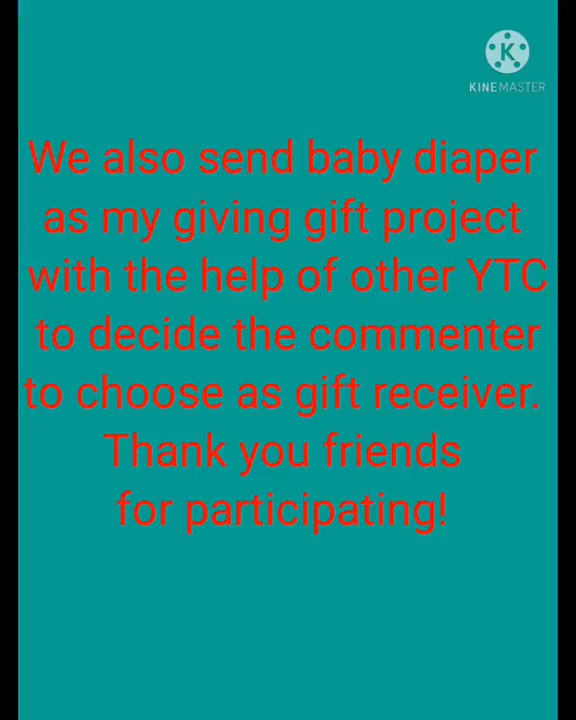 K
KINEMASTER
We also send baby diaper
as my giving gift project
with the help of other YTC
to decide the commenter
to choose as gift receiver.
Thank you friends
for participating!